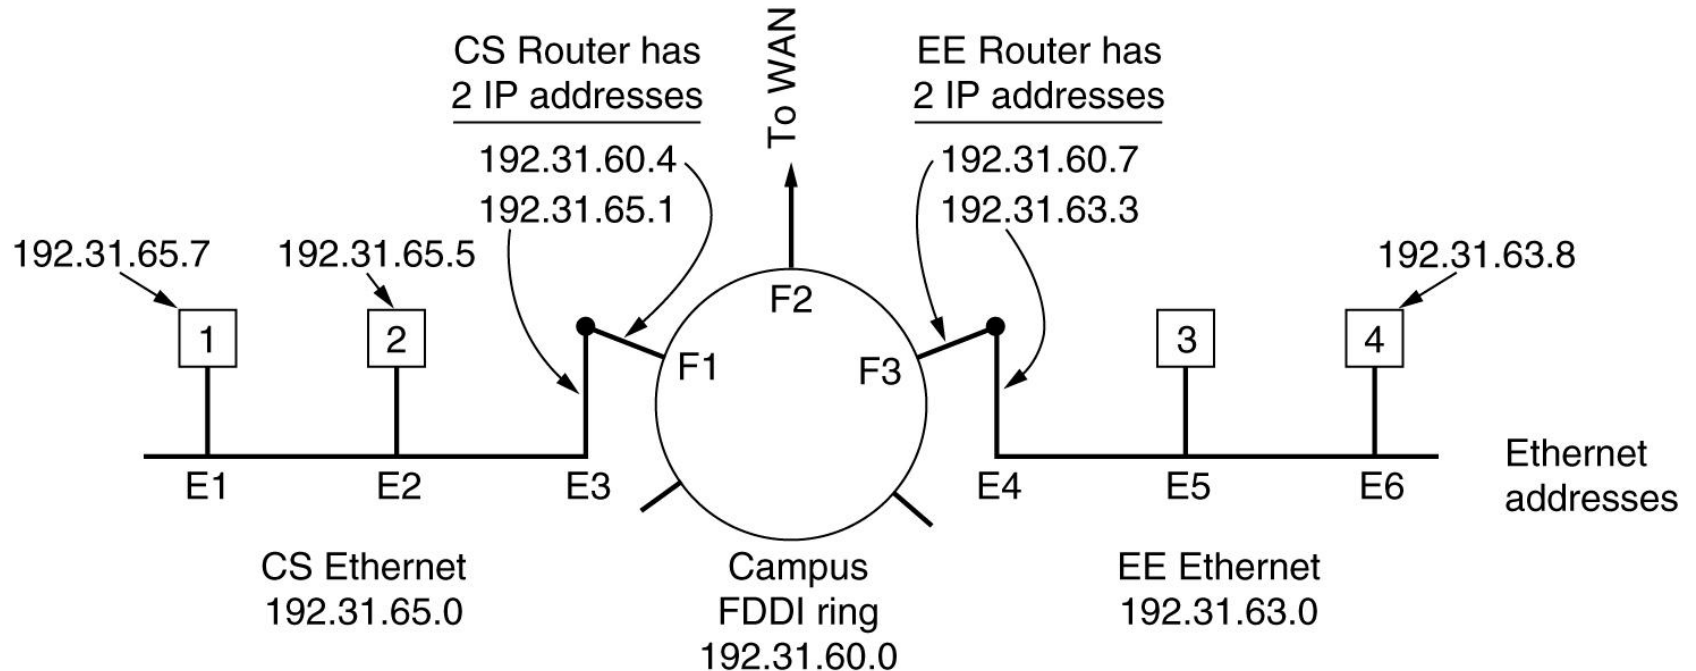 CS Router has
2 IP addresses
192.31.60.4
192.31.65.1
To WAN
EE Router has
2 IP addresses
192.31.60.7
192.31.63.3
192.31.65.7
192.31.65.5
192.31.63.8
1
2
F2
F1
F3
3
4
E1
E2
E3
E4
E5
E6
Ethernet
addresses
CS Ethernet
192.31.65.0
Campus
FDDI ring
192.31.60.0
EE Ethernet
192.31.63.0